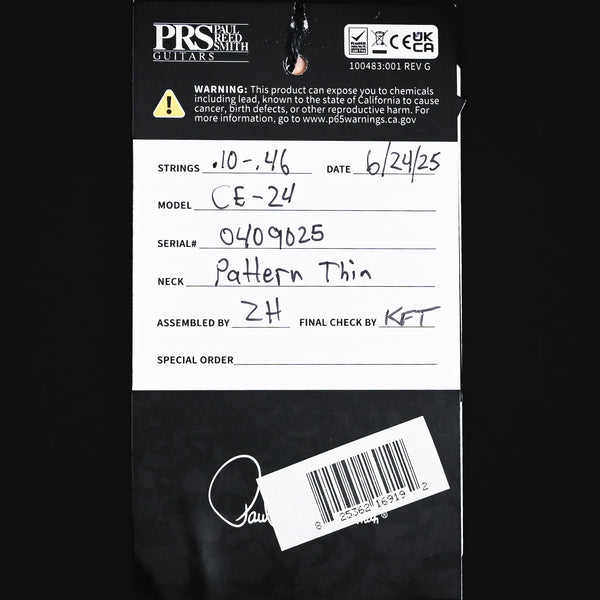 PRS PAUL REED SMITH
GUITARS
CE UK CA
100483:001 REV G
WARNING: This product can expose you to chemicals
including lead, known to the state of California to cause
cancer, birth defects, or other reproductive harm. For
more information, go to www.p65warnings.ca.gov
STRINGS .10-.46 DATE 6/24/25
MODEL CE-24
SERIAL# 0409025
NECK Pattern Thin
ASSEMBLED BY ZH FINAL CHECK BY KFT
SPECIAL ORDER
Paul
8 25362 16919 2